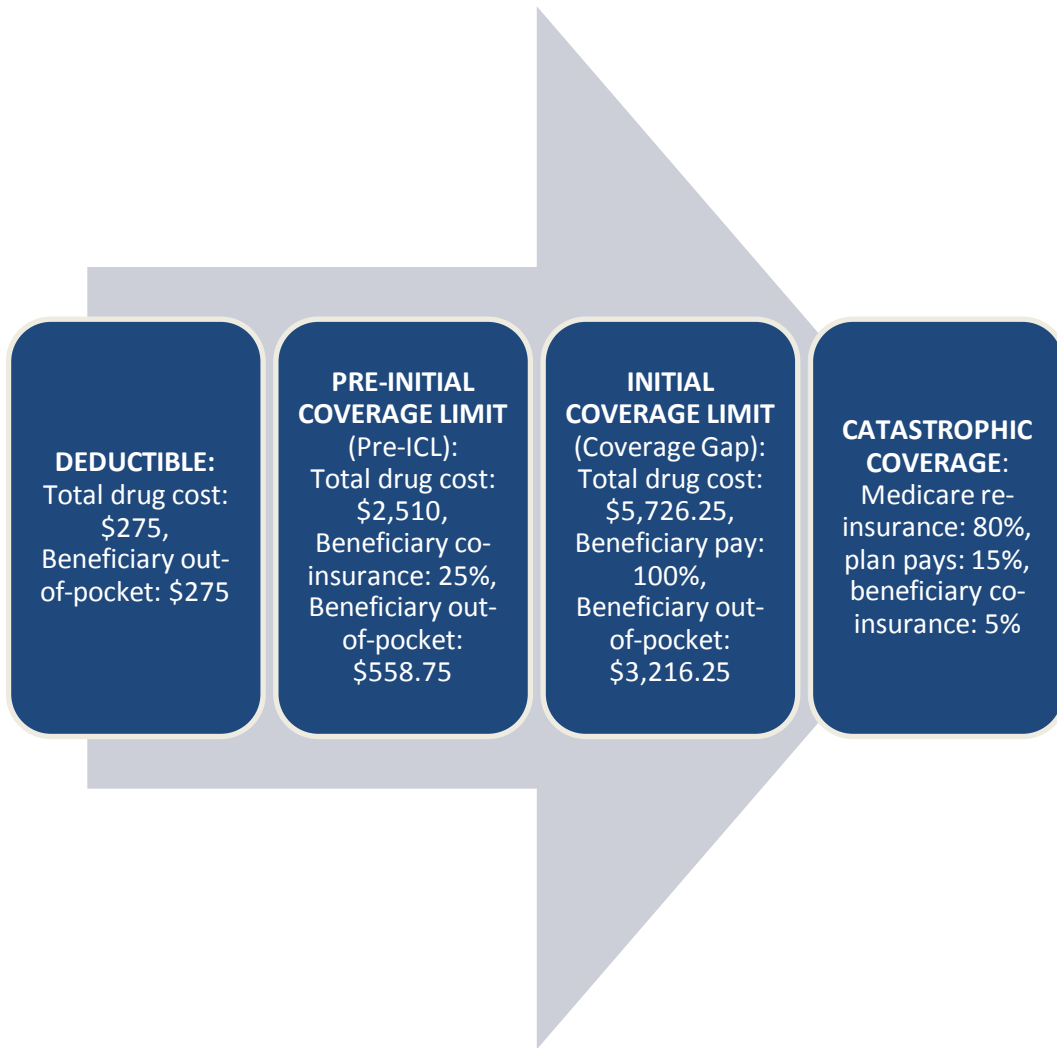 DEDUCTIBLE:
Total drug cost:
$275,
Beneficiary out-
of-pocket: $275
PRE-INITIAL
COVERAGE LIMIT
(Pre-ICL):
Total drug cost:
$2,510,
Beneficiary co-
insurance: 25%,
Beneficiary out-
of-pocket:
$558.75
INITIAL
COVERAGE LIMIT
(Coverage Gap):
Total drug cost:
$5,726.25,
Beneficiary pay:
100%,
Beneficiary out-
of-pocket:
$3,216.25
CATASTROPHIC
COVERAGE:
Medicare re-
insurance: 80%,
plan pays: 15%,
beneficiary co-
insurance: 5%